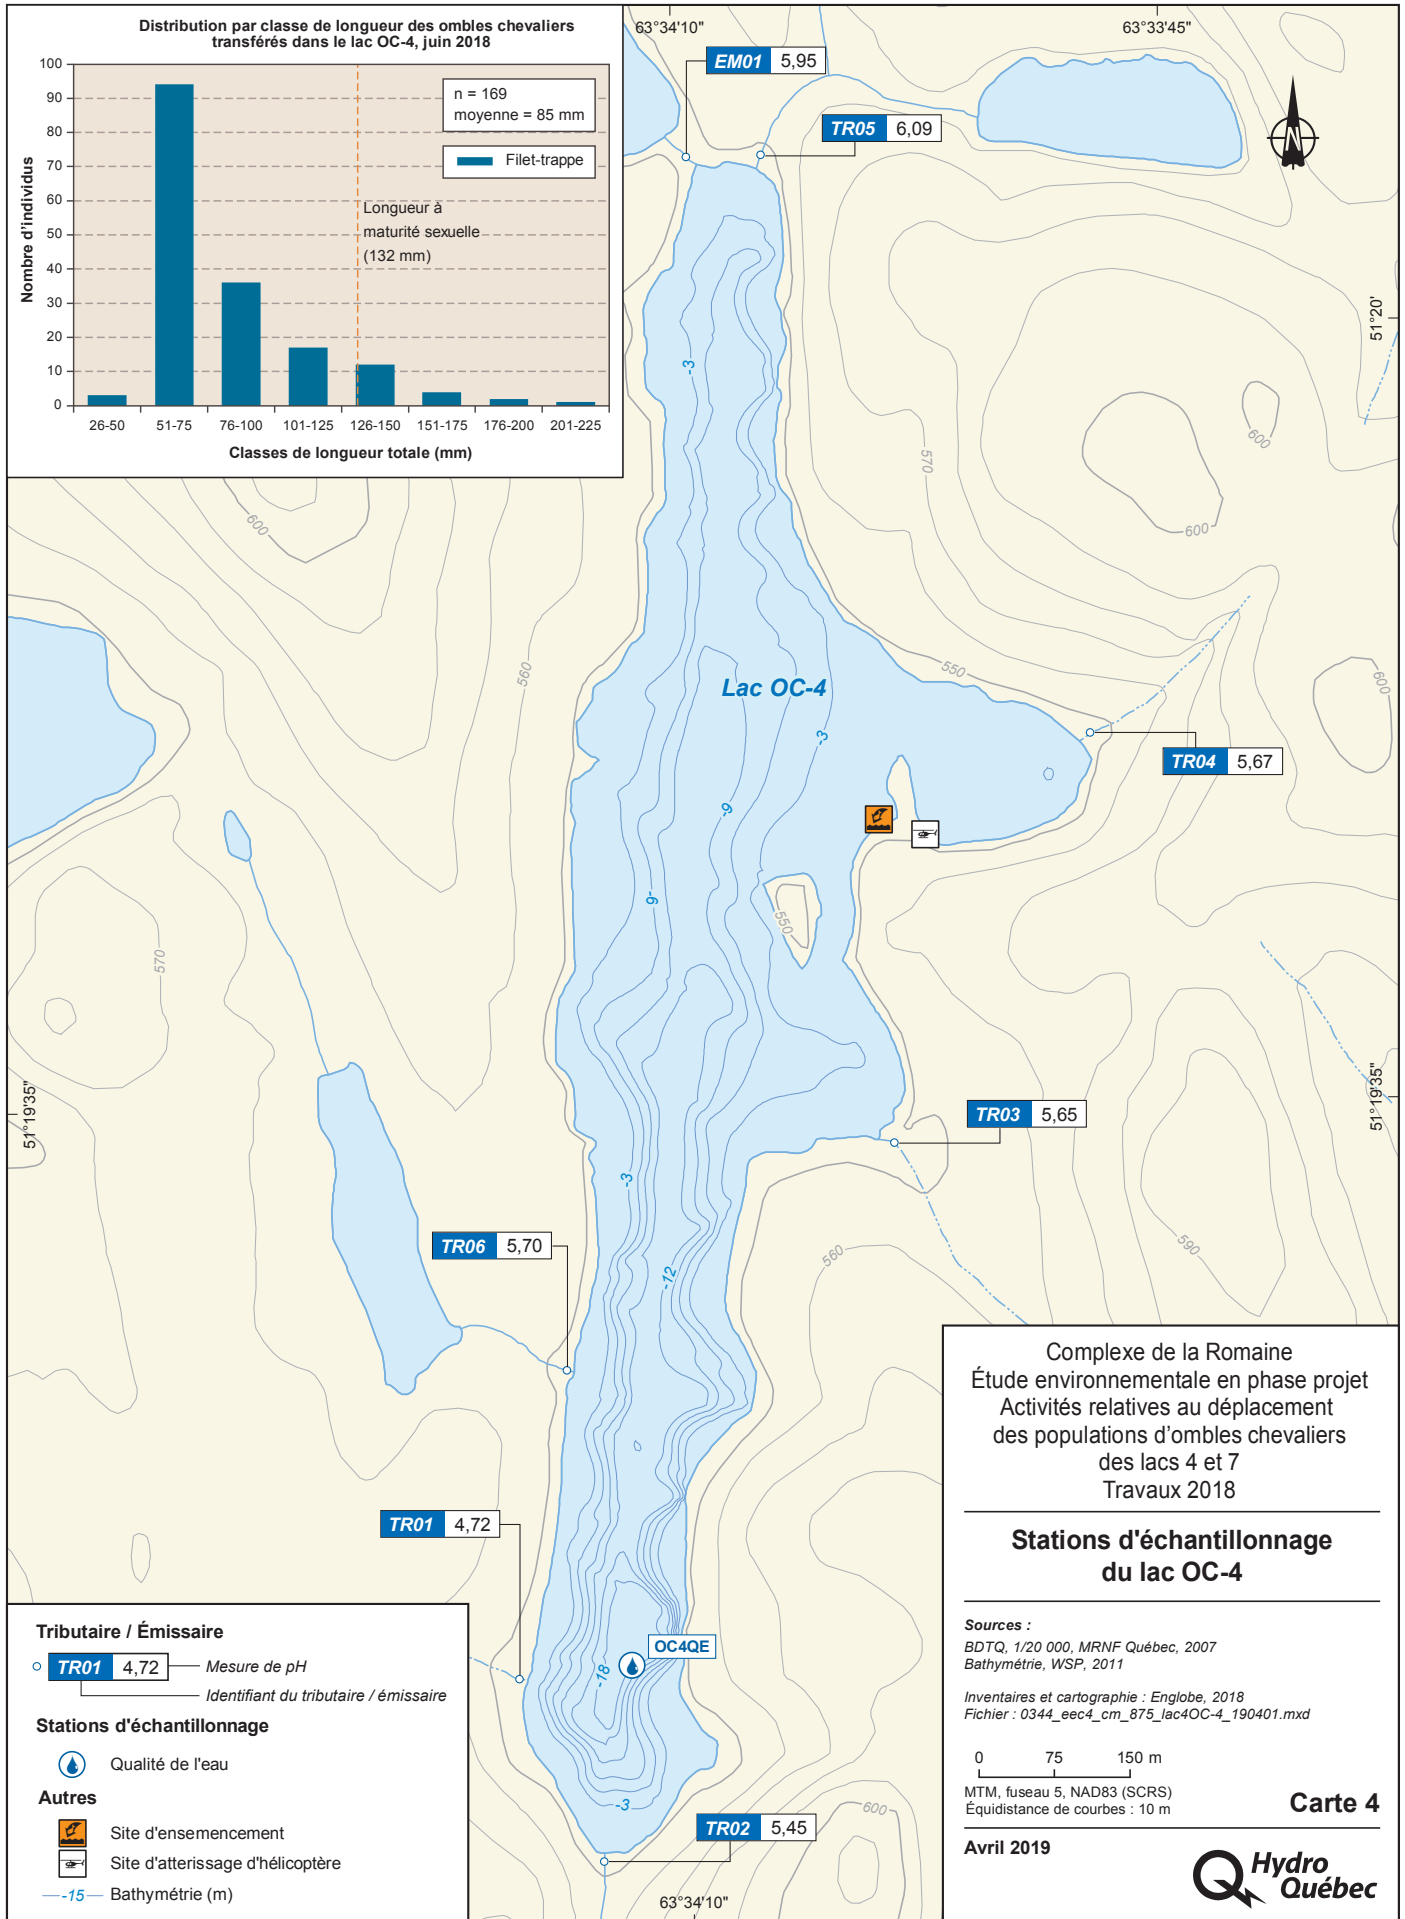 Distribution par classe de longueur des ombles chevaliers
transférés dans le lac OC-4, juin 2018
Nombre d'individus
100
90
80
70
60
50
40
30
20
10
0
n = 169
moyenne = 85 mm
Filet-trappe
Longueur à
maturité sexuelle
(132 mm)
26-50 51-75 76-100 101-125 126-150 151-175 176-200 201-225
Classes de longueur totale (mm)
63°34'10"
63°33'45"
EM01 5,95
TR05 6,09
N
51°20'
-3
600
570
600
600
560
550
600
Lac OC-4
-3
TR04 5,67
-9
-9
550
570
51°19'35"
51°19'35"
TR03 5,65
-3
TR06 5,70
-12
560
590
TR01 4,72
OC4QE
-18
-3
TR02 5,45
600
63°34'10"
Tributaire / Émissaire
TR01 4,72 Mesure de pH
Identifiant du tributaire / émissaire
Stations d'échantillonnage
Qualité de l'eau
Autres
Site d'ensemencement
Site d'atterissage d'hélicoptère
-15 Bathymétrie (m)
Complexe de la Romaine
Étude environnementale en phase projet
Activités relatives au déplacement
des populations d'ombles chevaliers
des lacs 4 et 7
Travaux 2018
Stations d'échantillonnage
du lac OC-4
Sources :
BDTQ, 1/20 000, MRNF Québec, 2007
Bathymétrie, WSP, 2011
Inventaires et cartographie : Englobe, 2018
Fichier : 0344_eec4_cm_875_lac4OC-4_190401.mxd
0 75 150 m
MTM, fuseau 5, NAD83 (SCRS)
Équidistance de courbes : 10 m
Carte 4
Avril 2019
Hydro
Québec